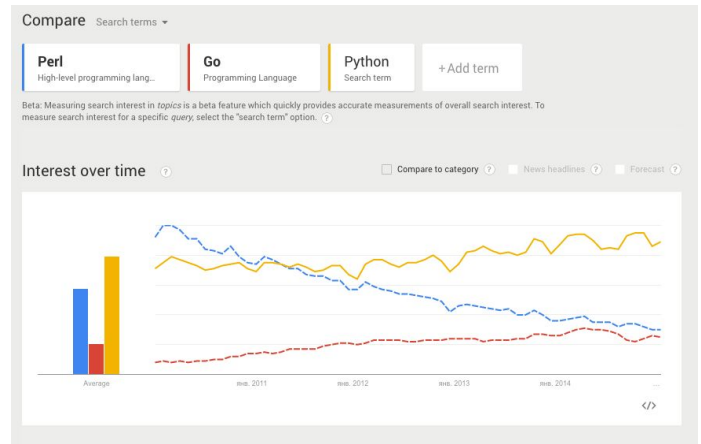 Compare Search terms
Perl
High-level programming lang...
Go
Programming Language
Python
Search term
+Add term
Beta: Measuring search interest in topics is a beta feature which quickly provides accurate measurements of overall search interest. To
measure search interest for a specific query, select the "search term" option. ?
Interest over time ?
Compare to category ? News headlines ? Forecast ?
Average янв. 2011 янв. 2012 янв. 2013 янв. 2014 ...
</>